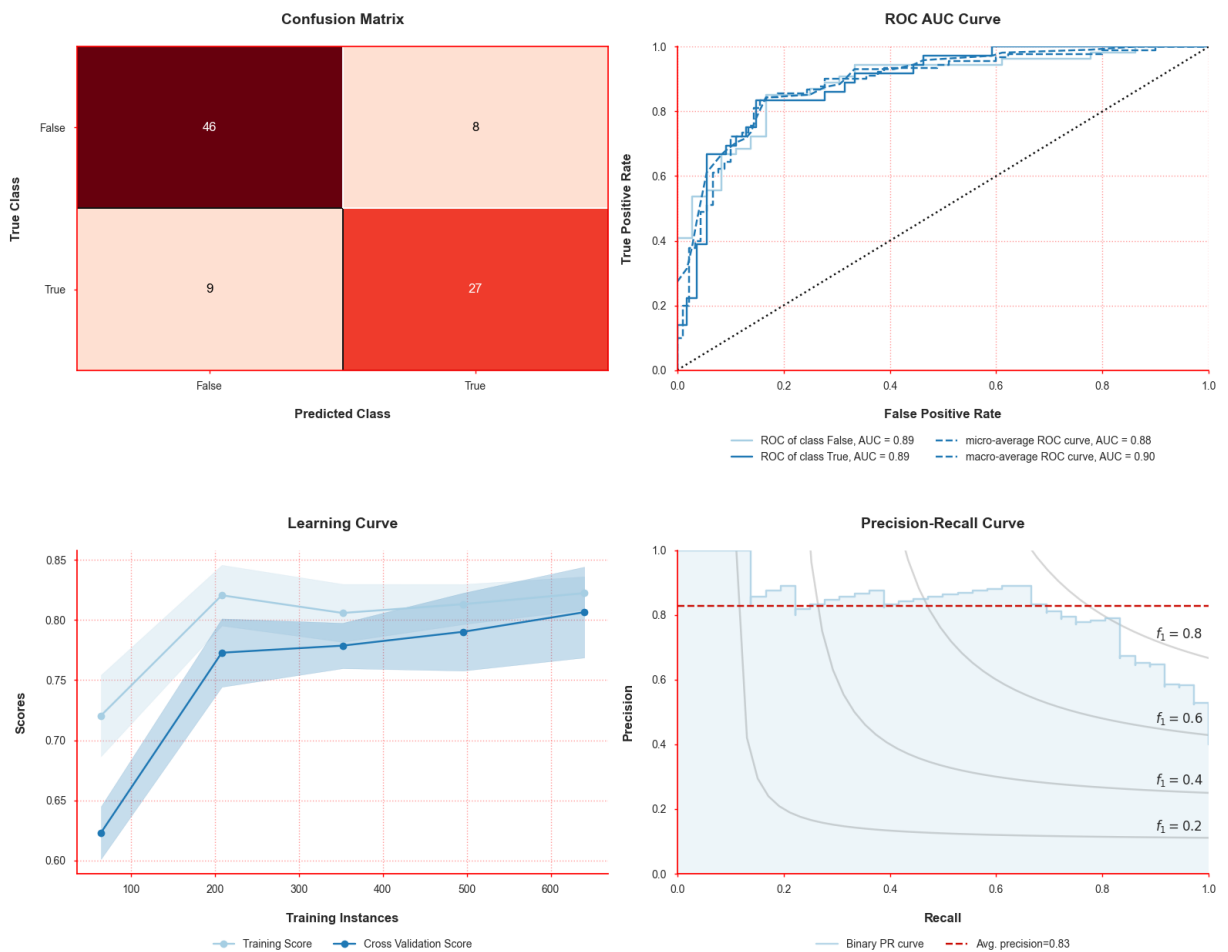 Confusion Matrix
True Class
False
46
8
True
9
27
False
True
Predicted Class
ROC AUC Curve
True Positive Rate
1.0
0.8
0.6
0.4
0.2
0.0
0.0
0.2
0.4
0.6
0.8
1.0
False Positive Rate
ROC of class False, AUC = 0.89
ROC of class True, AUC = 0.89
micro-average ROC curve, AUC = 0.88
macro-average ROC curve, AUC = 0.90
Learning Curve
Scores
0.85
0.80
0.75
0.70
0.65
0.60
100
200
300
400
500
600
Training Instances
Training Score
Cross Validation Score
Precision-Recall Curve
Precision
1.0
0.8
0.6
0.4
0.2
0.0
f₁ = 0.8
f₁ = 0.6
f₁ = 0.4
f₁ = 0.2
0.0
0.2
0.4
0.6
0.8
1.0
Recall
Binary PR curve
Avg. precision=0.83